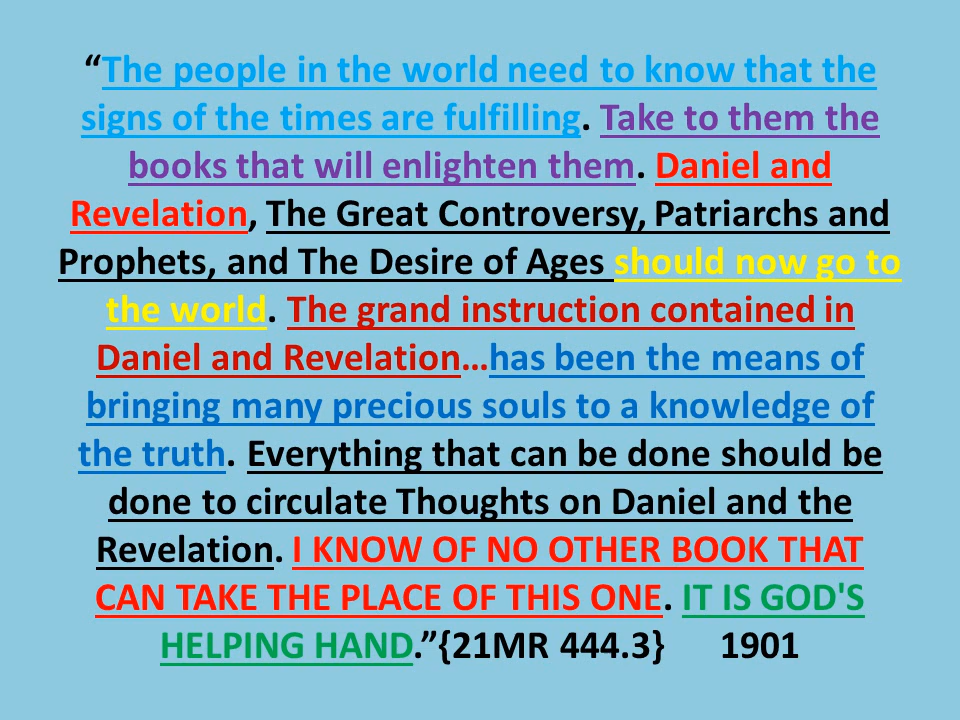 “The people in the world need to know that the
signs of the times are fulfilling. Take to them the
books that will enlighten them. Daniel and
Revelation, The Great Controversy, Patriarchs and
Prophets, and The Desire of Ages should now go to
the world. The grand instruction contained in
Daniel and Revelation…has been the means of
bringing many precious souls to a knowledge of
the truth. Everything that can be done should be
done to circulate Thoughts on Daniel and the
Revelation. I KNOW OF NO OTHER BOOK THAT
CAN TAKE THE PLACE OF THIS ONE. IT IS GOD'S
HELPING HAND.”{21MR 444.3} 1901